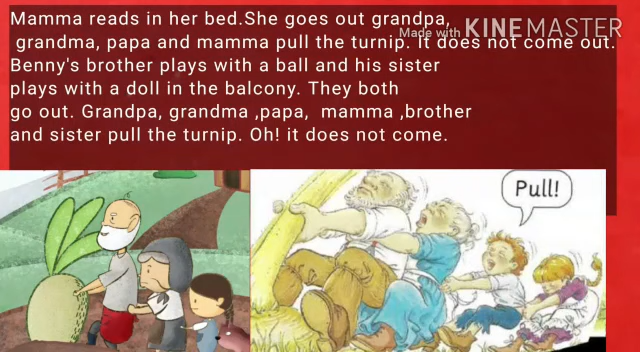 Mamma reads in her bed.She goes out grandpa,
Made with KINEMASTER
grandma, papa and mamma pull the turnip. It does not come out.
Benny's brother plays with a ball and his sister
plays with a doll in the balcony. They both
go out. Grandpa, grandma ,papa,  mamma ,brother
and sister pull the turnip. Oh! it does not come.
Pull!